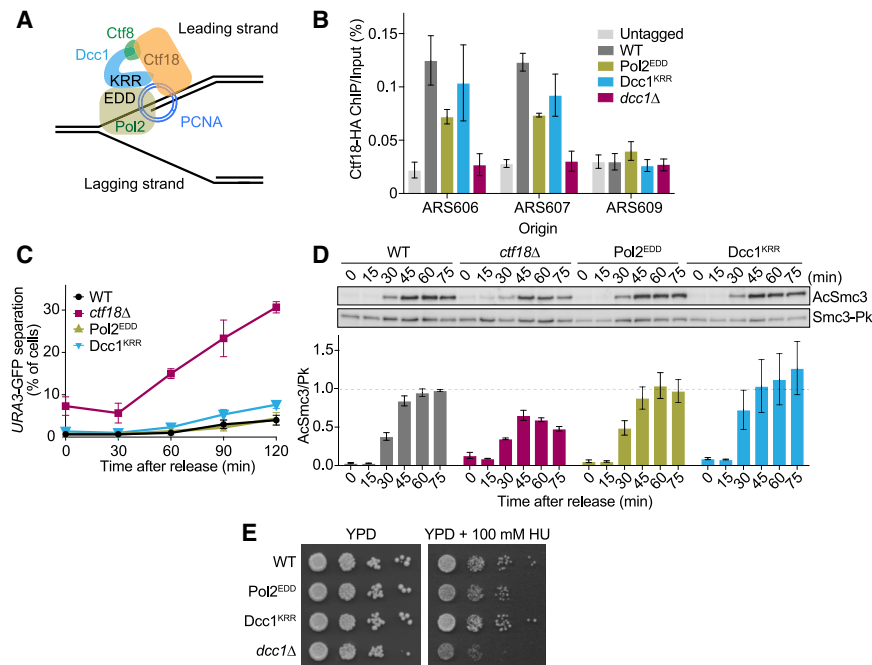 A
Ctf8
Leading strand
Dcc1
Ctf18
KRR
EDD
Pol2
PCNA
Lagging strand
B
Ctf18-HA ChIP/Input (%)
0.15
0.1
0.05
0
Untagged
WT
Pol2EDD
Dcc1KRR
dcc1Δ
ARS606 ARS607 ARS609
Origin
C
URA3-GFP separation
(% of cells)
30
20
10
0
WT
ctf18Δ
Pol2EDD
Dcc1KRR
0 30 60 90 120
Time after release (min)
D
WT ctf18Δ Pol2EDD Dcc1KRR
0 15 30 45 60 75 0 15 30 45 60 75 0 15 30 45 60 75 0 15 30 45 60 75 (min)
AcSmc3
Smc3-Pk
AcSmc3/Pk
1.5
1.0
0.5
0.0
0 15 30 45 60 75 0 15 30 45 60 75 0 15 30 45 60 75 0 15 30 45 60 75
Time after release (min)
E
YPD YPD + 100 mM HU
WT
Pol2EDD
Dcc1KRR
dcc1Δ